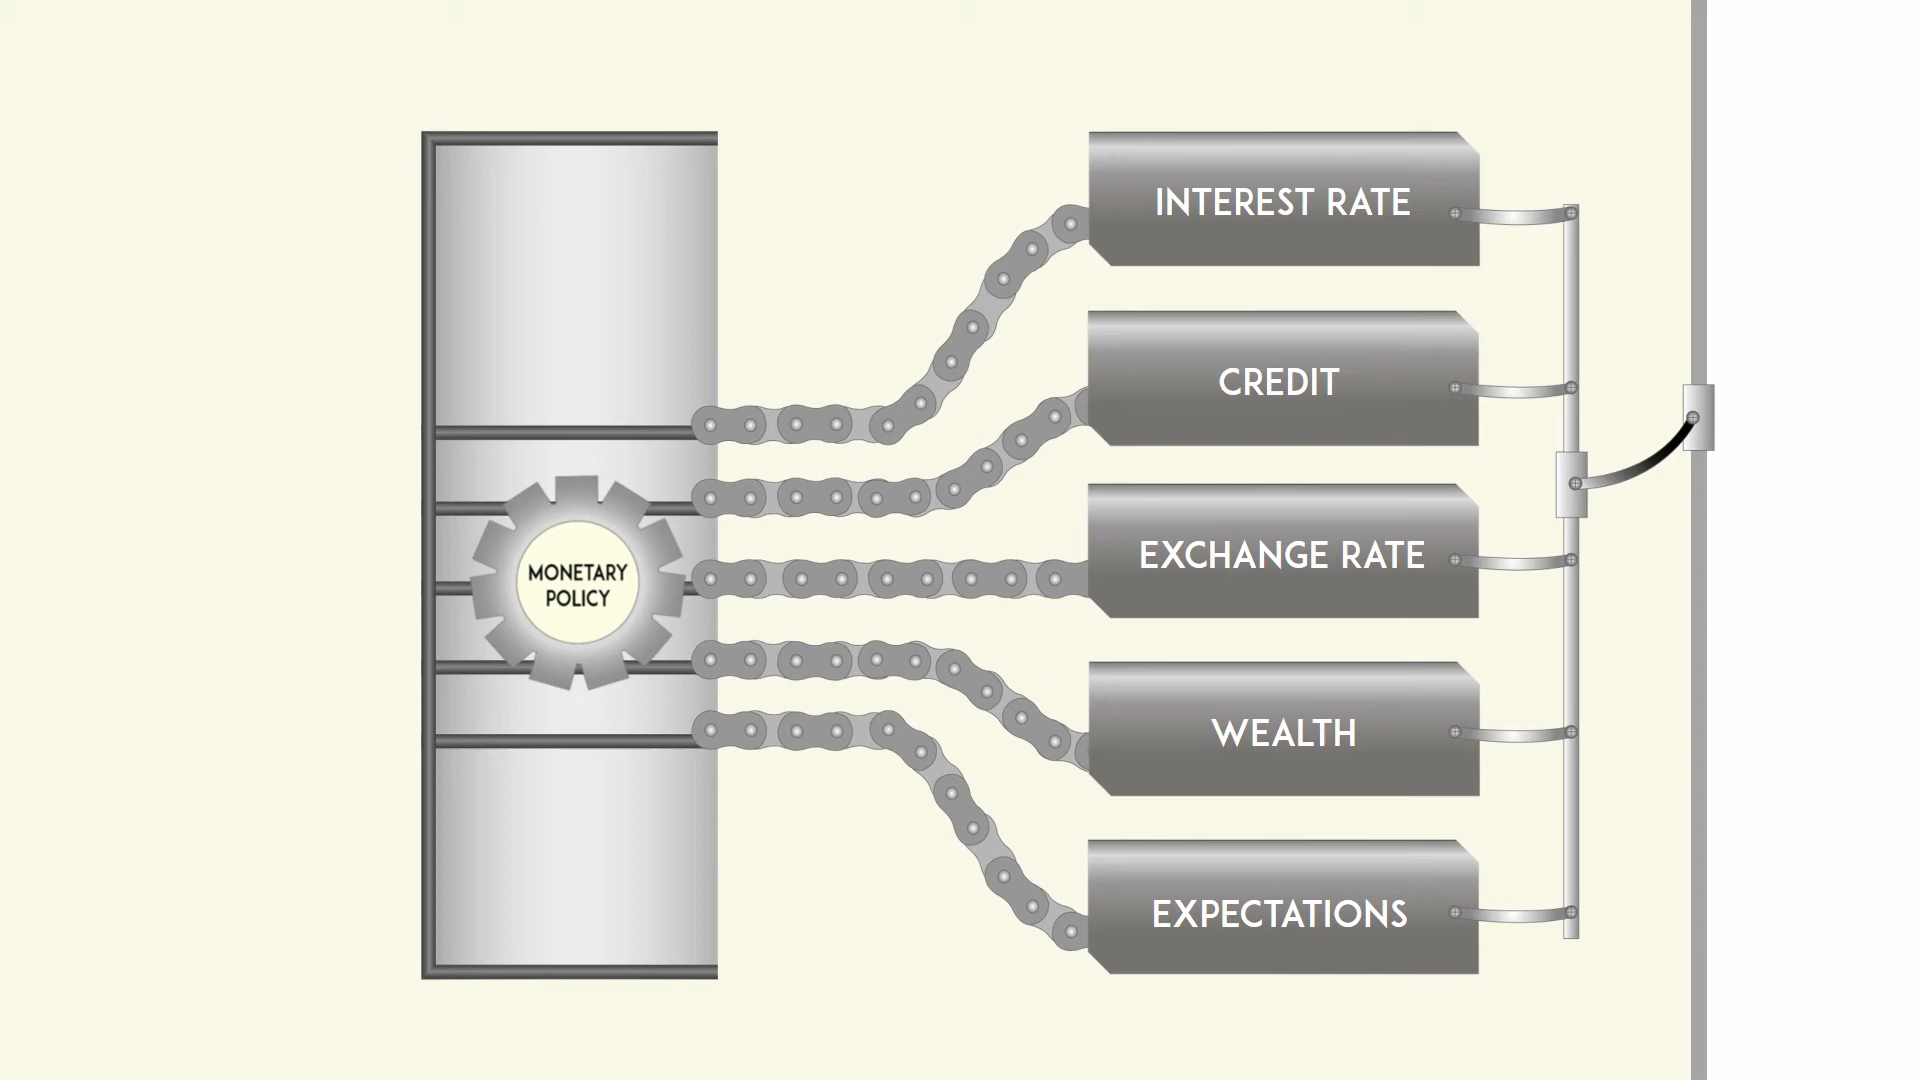 MONETARY
POLICY
INTEREST RATE
CREDIT
EXCHANGE RATE
WEALTH
EXPECTATIONS